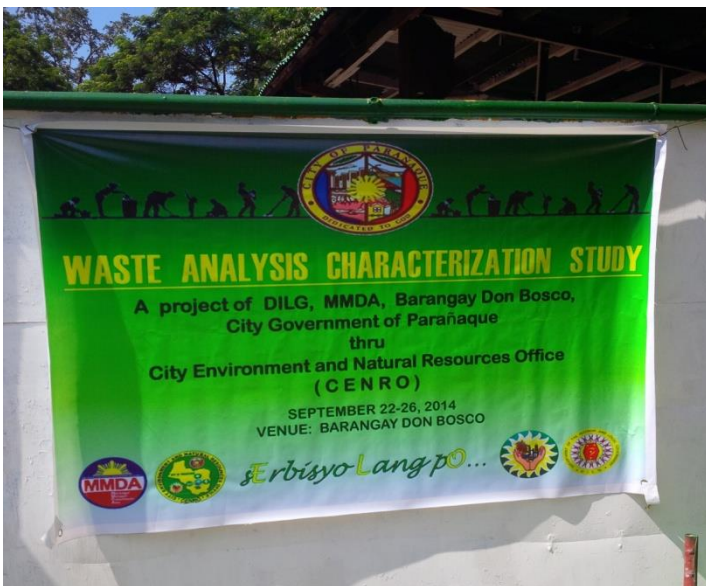 CITY OF PARAÑAQUE
DEDICATED TO GOD
WASTE ANALYSIS CHARACTERIZATION STUDY
A project of DILG, MMDA, Barangay Don Bosco,
City Government of Parañaque
thru
City Environment and Natural Resources Office
(CENRO)
SEPTEMBER 22-26, 2014
VENUE: BARANGAY DON BOSCO
MMDA
sErbisyo Lang pO...